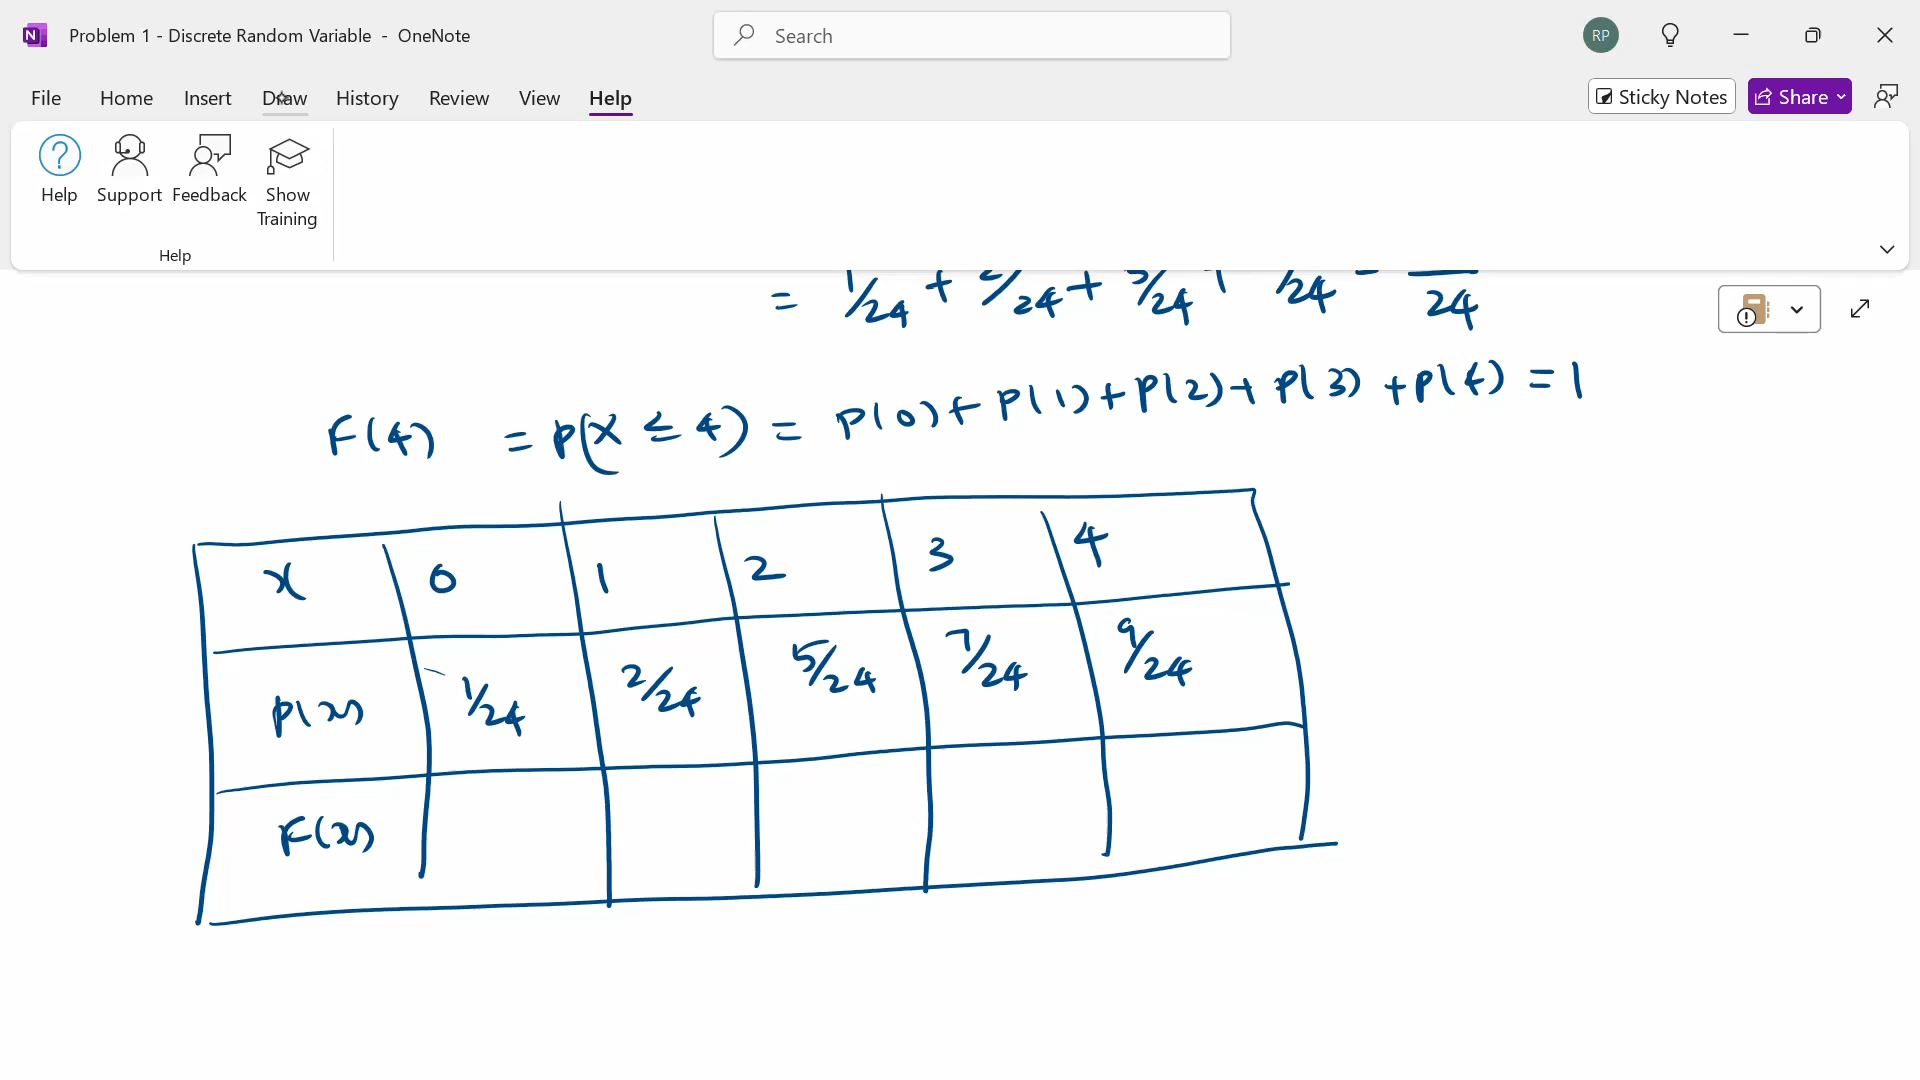 Problem 1 - Discrete Random Variable - OneNote
Search
RP
File Home Insert Draw History Review View Help
Sticky Notes Share
Help Support Feedback Show Training
Help
= 1/24 + 2/24 + 5/24 + /24 = /24
F(4) = P(X ≤ 4) = P(0) + P(1) + P(2) + P(3) + P(4) = 1
x 0 1 2 3 4
P(x) 1/24 2/24 5/24 7/24 9/24
F(x)